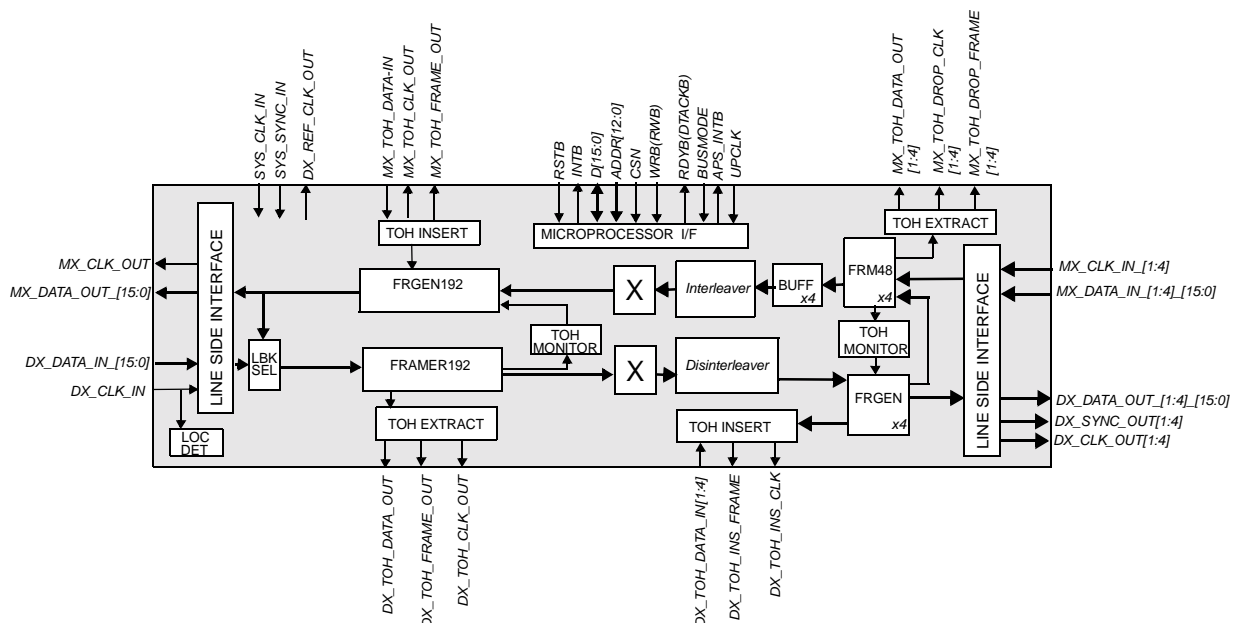 SYS_CLK_IN
SYS_SYNC_IN
DX_REF_CLK_OUT
MX_TOH_DATA-IN
MX_TOH_CLK_OUT
MX_TOH_FRAME_OUT
RSTB
INTB
D[15:0]
ADDR[12:0]
CSN
WRB(RWB)
RDYB(DTACKB)
BUSMODE
APS_INTB
UPCLK
MX_TOH_DATA_OUT
[1:4]
MX_TOH_DROP_CLK
[1:4]
MX_TOH_DROP_FRAME
[1:4]
TOH INSERT
MICROPROCESSOR I/F
TOH EXTRACT
MX_CLK_OUT
MX_DATA_OUT_[15:0]
DX_DATA_IN_[15:0]
DX_CLK_IN
LINE SIDE INTERFACE
LOC
DET
LBK
SEL
FRGEN192
FRAMER192
TOH
MONITOR
TOH EXTRACT
X
Interleaver
BUFF
x4
FRM48
x4
TOH
MONITOR
X
Disinterleaver
FRGEN
x4
TOH INSERT
LINE SIDE INTERFACE
MX_CLK_IN_[1:4]
MX_DATA_IN_[1:4]_[15:0]
DX_DATA_OUT_[1:4]_[15:0]
DX_SYNC_OUT[1:4]
DX_CLK_OUT[1:4]
DX_TOH_DATA_OUT
DX_TOH_FRAME_OUT
DX_TOH_CLK_OUT
DX_TOH_DATA_IN[1:4]
DX_TOH_INS_FRAME
DX_TOH_INS_CLK